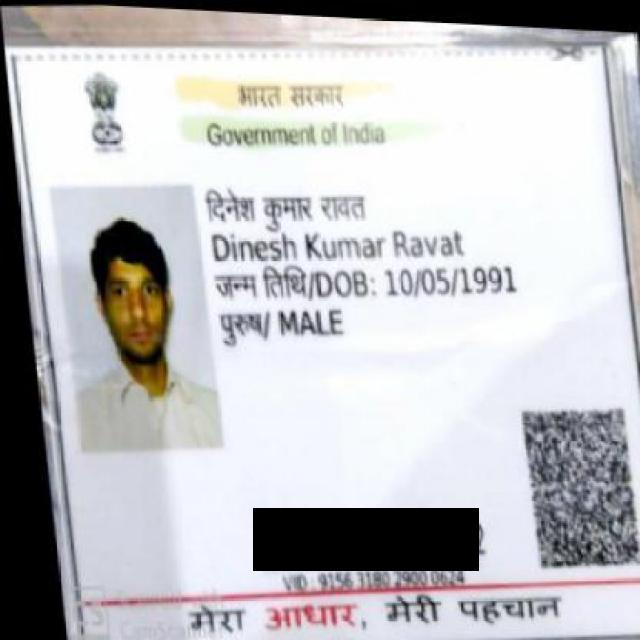 भारत सरकार
Government of India
दिनेश कुमार रावत
Dinesh Kumar Ravat
जन्म तिथि/DOB: 10/05/1991
पुरुष/ MALE
VID : 9156 3180 2900 0624
मेरा आधार, मेरी पहचान